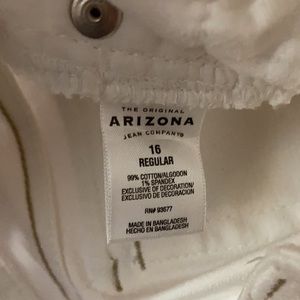 THE ORIGINAL
ARIZONA
JEAN COMPANY®
16
REGULAR
99% COTTON/ALGODON
1% SPANDEX
EXCLUSIVE OF DECORATION/
EXCLUSIVO DE DECORACION
RN# 93677
MADE IN BANGLADESH
HECHO EN BANGLADESH